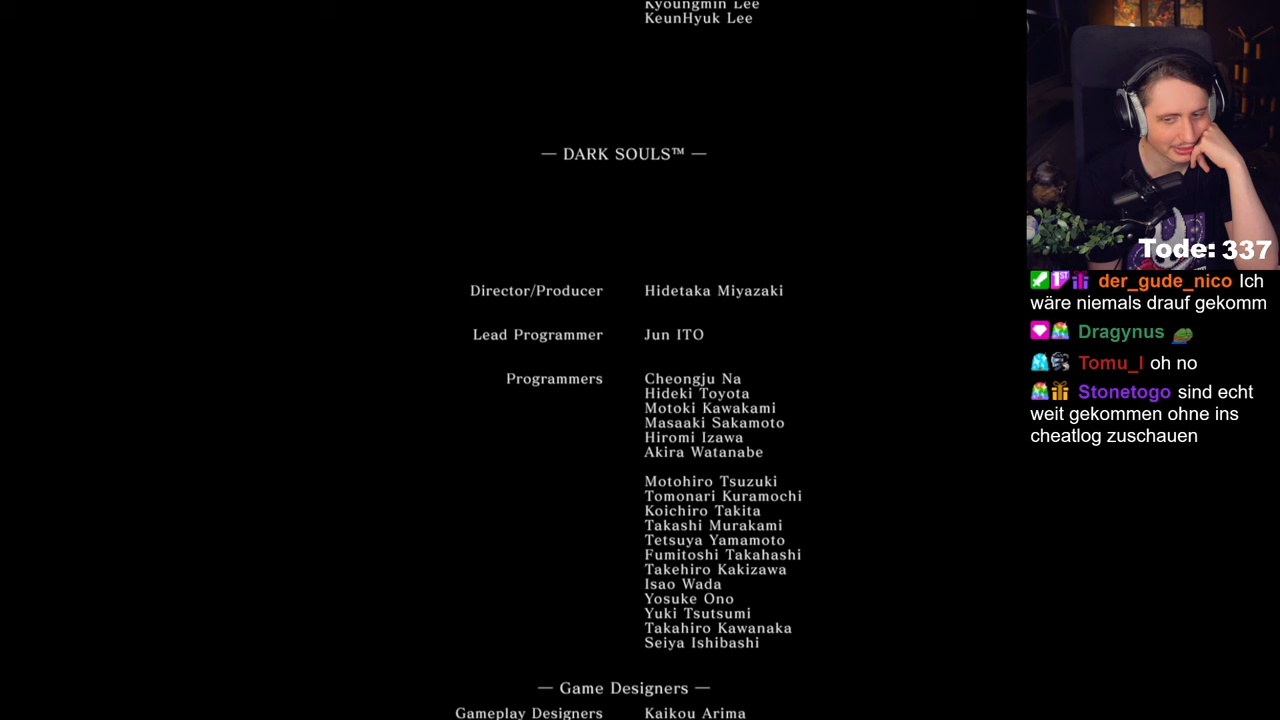 Kyoungmin Lee
KeunHyuk Lee
— DARK SOULS™ —
Director/Producer Hidetaka Miyazaki
Lead Programmer Jun ITO
Programmers Cheongju Na
Hideki Toyota
Motoki Kawakami
Masaaki Sakamoto
Hiromi Izawa
Akira Watanabe
Motohiro Tsuzuki
Tomonari Kuramochi
Koichiro Takita
Takashi Murakami
Tetsuya Yamamoto
Fumitoshi Takahashi
Takehiro Kakizawa
Isao Wada
Yosuke Ono
Yuki Tsutsumi
Takahiro Kawanaka
Seiya Ishibashi
— Game Designers —
Gameplay Designers Kaikou Arima
Tode: 337
1ST der_gude_nico Ich
wäre niemals drauf gekomm
Dragynus
Tomu_I oh no
Stonetogo sind echt
weit gekommen ohne ins
cheatlog zuschauen